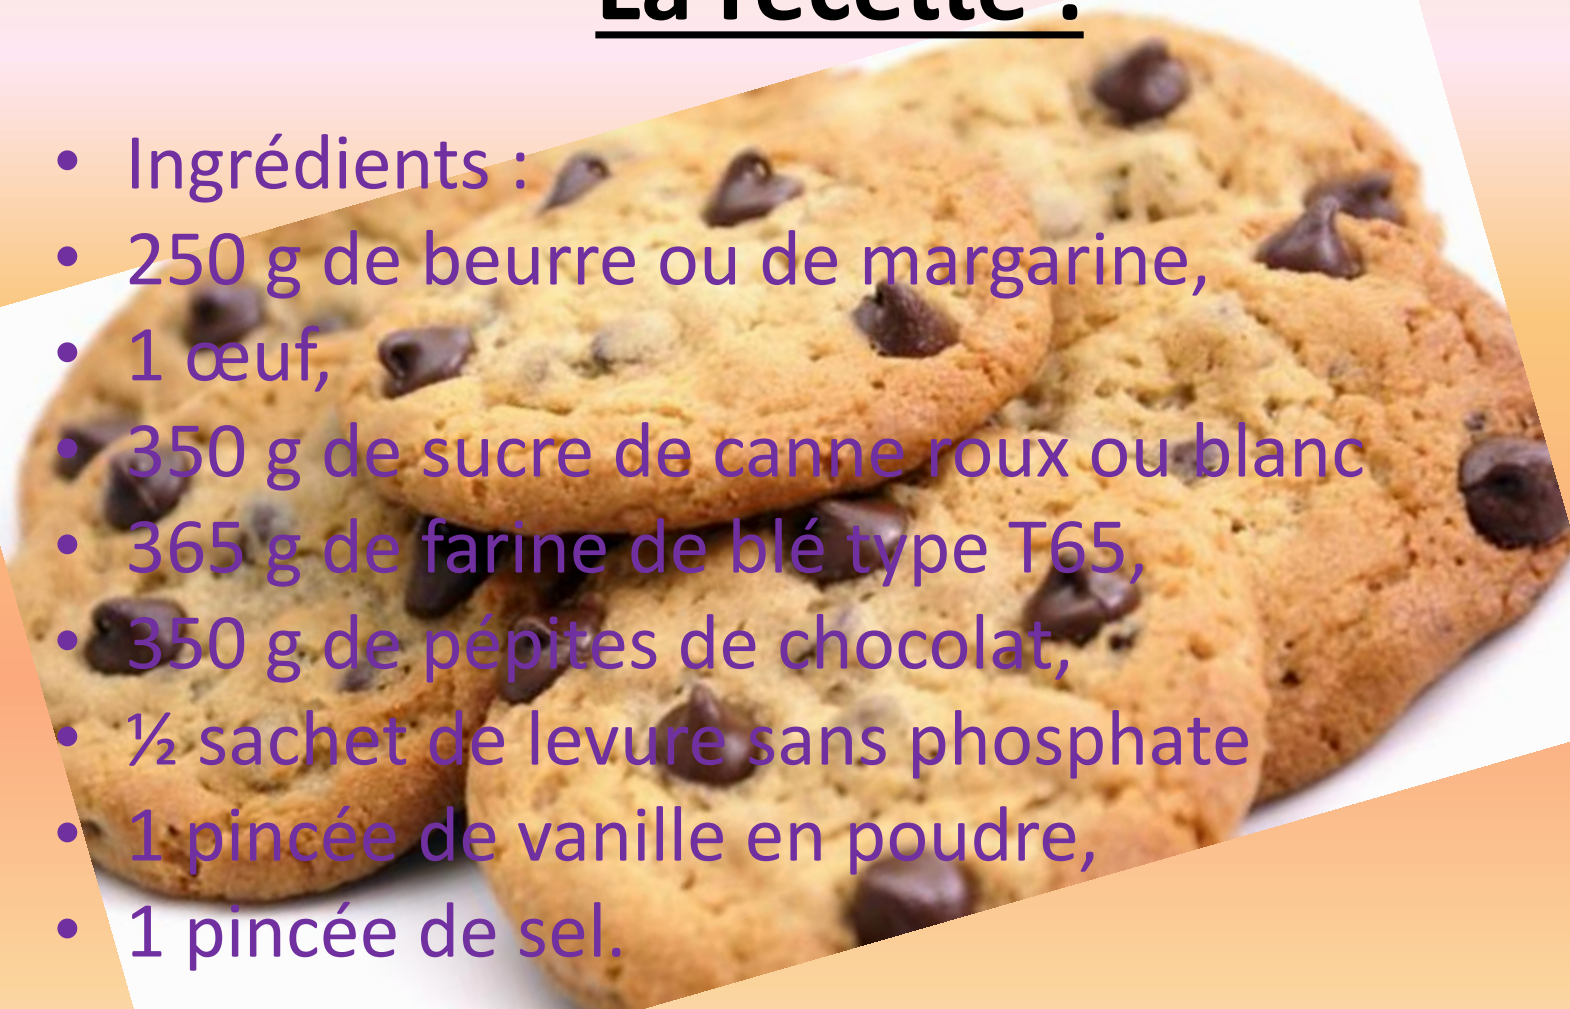 La recette :
• Ingrédients :
• 250 g de beurre ou de margarine,
• 1 œuf,
• 350 g de sucre de canne roux ou blanc
• 365 g de farine de blé type T65,
• 350 g de pépites de chocolat,
• ½ sachet de levure sans phosphate
• 1 pincée de vanille en poudre,
• 1 pincée de sel.